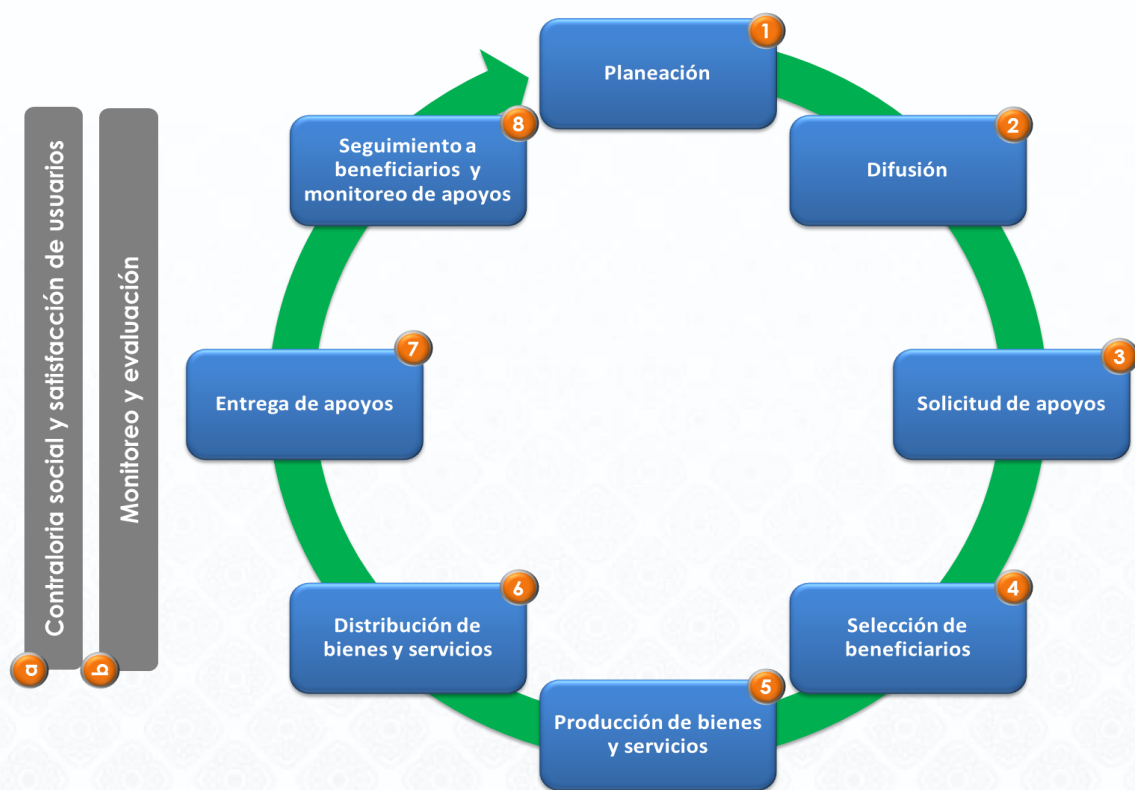 1
Planeación
2
Difusión
3
Solicitud de apoyos
4
Selección de
beneficiarios
5
Producción de bienes
y servicios
6
Distribución de
bienes y servicios
7
Entrega de apoyos
8
Seguimiento a
beneficiarios y
monitoreo de apoyos
a
Contraloria social y satisfacción de usuarios
b
Monitoreo y evaluación